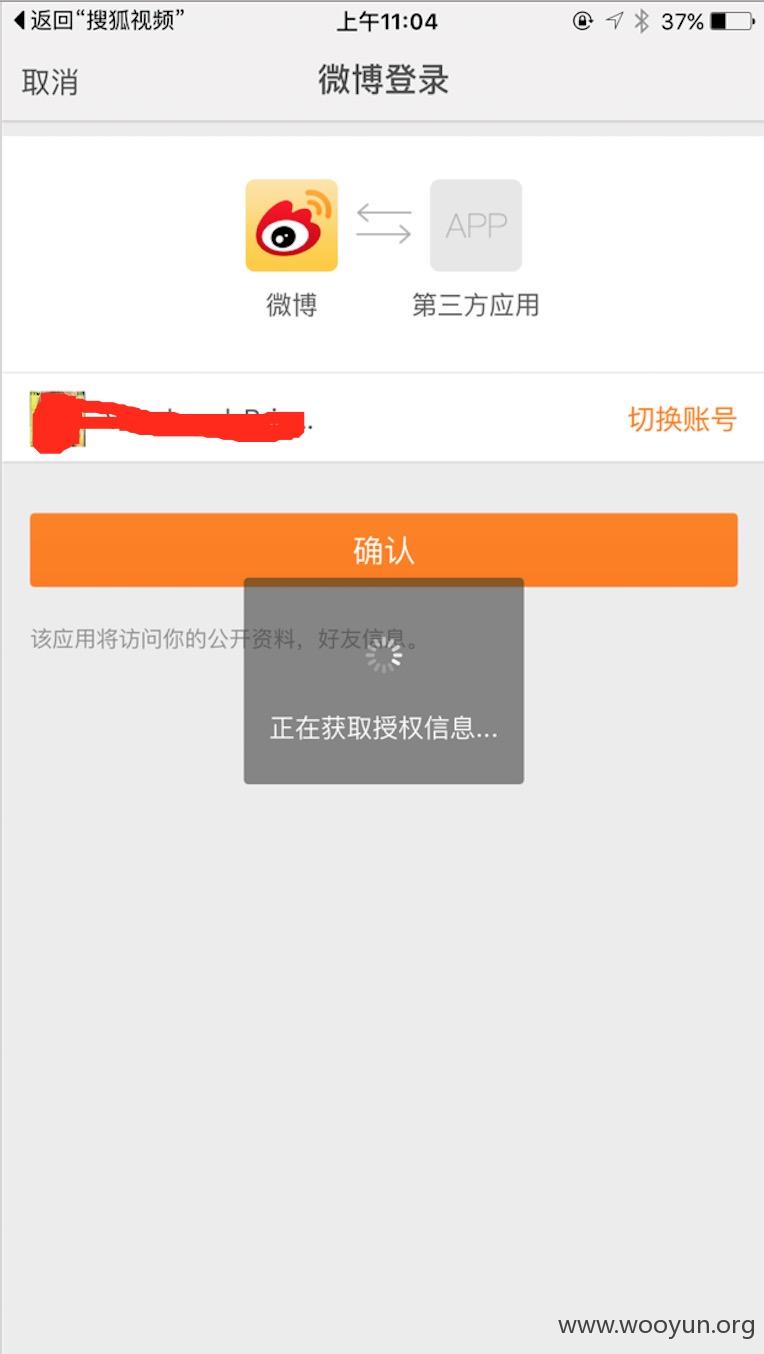 返回“搜狐视频”
上午11:04
37%
取消
微博登录
APP
微博
第三方应用
切换账号
确认
该应用将访问你的公开资料，好友信息。
正在获取授权信息...
www.wooyun.org